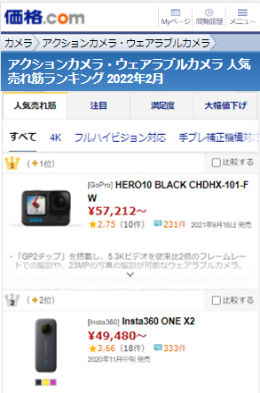 価格.com
Myページ 閲覧履歴 メニュー
カメラ アクションカメラ・ウェアラブルカメラ
アクションカメラ・ウェアラブルカメラ 人気
売れ筋ランキング 2022年2月
人気売れ筋 注目 満足度 大幅値下げ
すべて 4K フルハイビジョン対応 手ブレ補正機構対
1 (→1位) 比較する
[GoPro] HERO10 BLACK CHDHX-101-F
W
¥57,212～
★2.75 (10件) 231件 2021年9月16日 発売
・「GP2チップ」を搭載し、5.3Kビデオを従来比2倍のフレームレー
トでの撮影や、23MPの写真の撮影が可能なウェアラブルカメラ。
2 (→2位) 比較する
[Insta360] Insta360 ONE X2
¥49,480～
★3.66 (18件) 333件
2020年11月中旬 発売